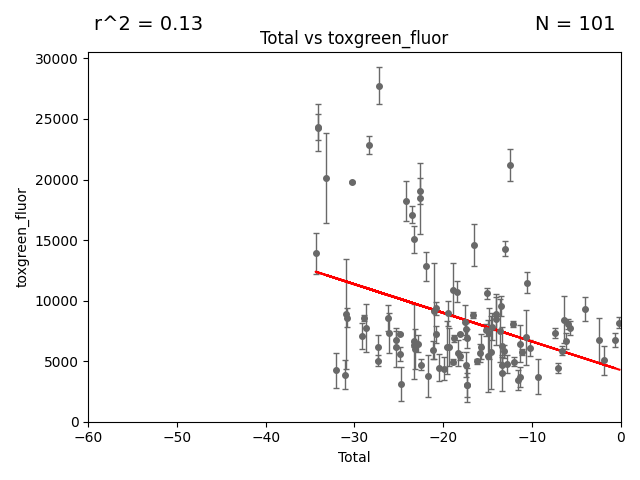 r^2 = 0.13
N = 101
Total vs toxgreen_fluor
30000
25000
20000
15000
10000
5000
0
toxgreen_fluor
−60
−50
−40
−30
−20
−10
0
Total